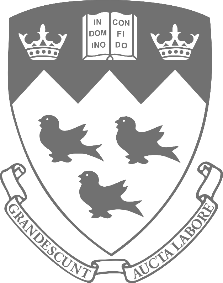 IN CON
DOM FI
INO DO
GRANDESCUNT AUCTA LABORE